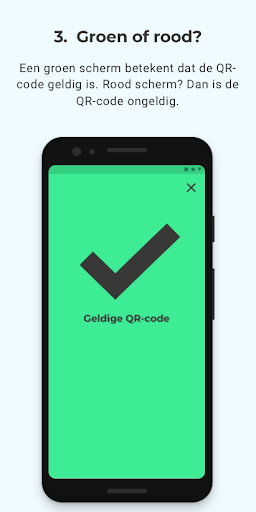 3. Groen of rood?
Een groen scherm betekent dat de QR-
code geldig is. Rood scherm? Dan is de
QR-code ongeldig.
Geldige QR-code